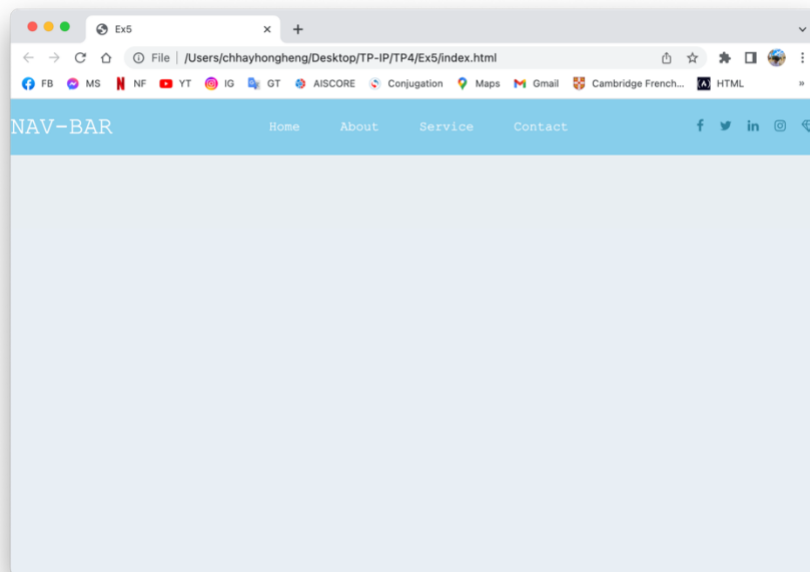 Ex5
File /Users/chhayhongheng/Desktop/TP-IP/TP4/Ex5/index.html
FB MS NF YT IG GT AISCORE Conjugation Maps Gmail Cambridge French... HTML »
NAV-BAR Home About Service Contact